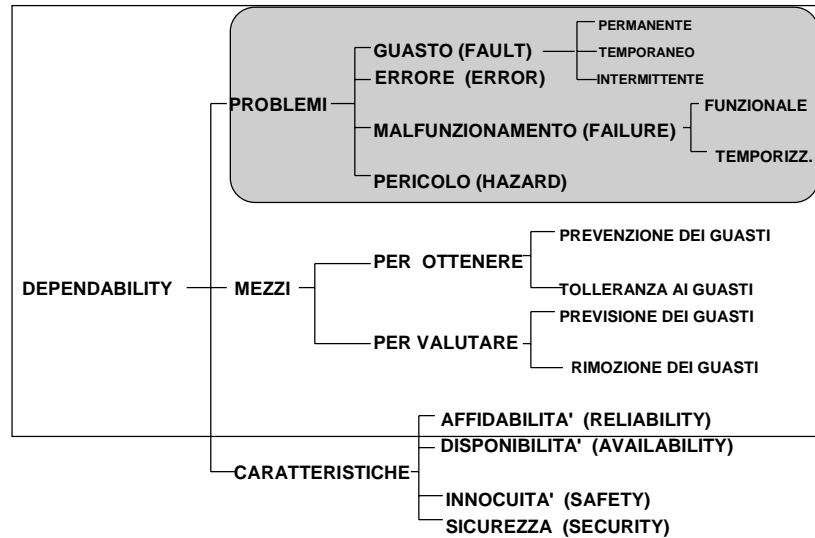 PERMANENTE
GUASTO (FAULT)
TEMPORANEO
ERRORE (ERROR)
INTERMITTENTE
PROBLEMI
FUNZIONALE
MALFUNZIONAMENTO (FAILURE)
TEMPORIZZ.
PERICOLO (HAZARD)
PREVENZIONE DEI GUASTI
PER OTTENERE
DEPENDABILITY
MEZZI
TOLLERANZA AI GUASTI
PREVISIONE DEI GUASTI
PER VALUTARE
RIMOZIONE DEI GUASTI
AFFIDABILITA' (RELIABILITY)
DISPONIBILITA' (AVAILABILITY)
CARATTERISTICHE
INNOCUITA' (SAFETY)
SICUREZZA (SECURITY)